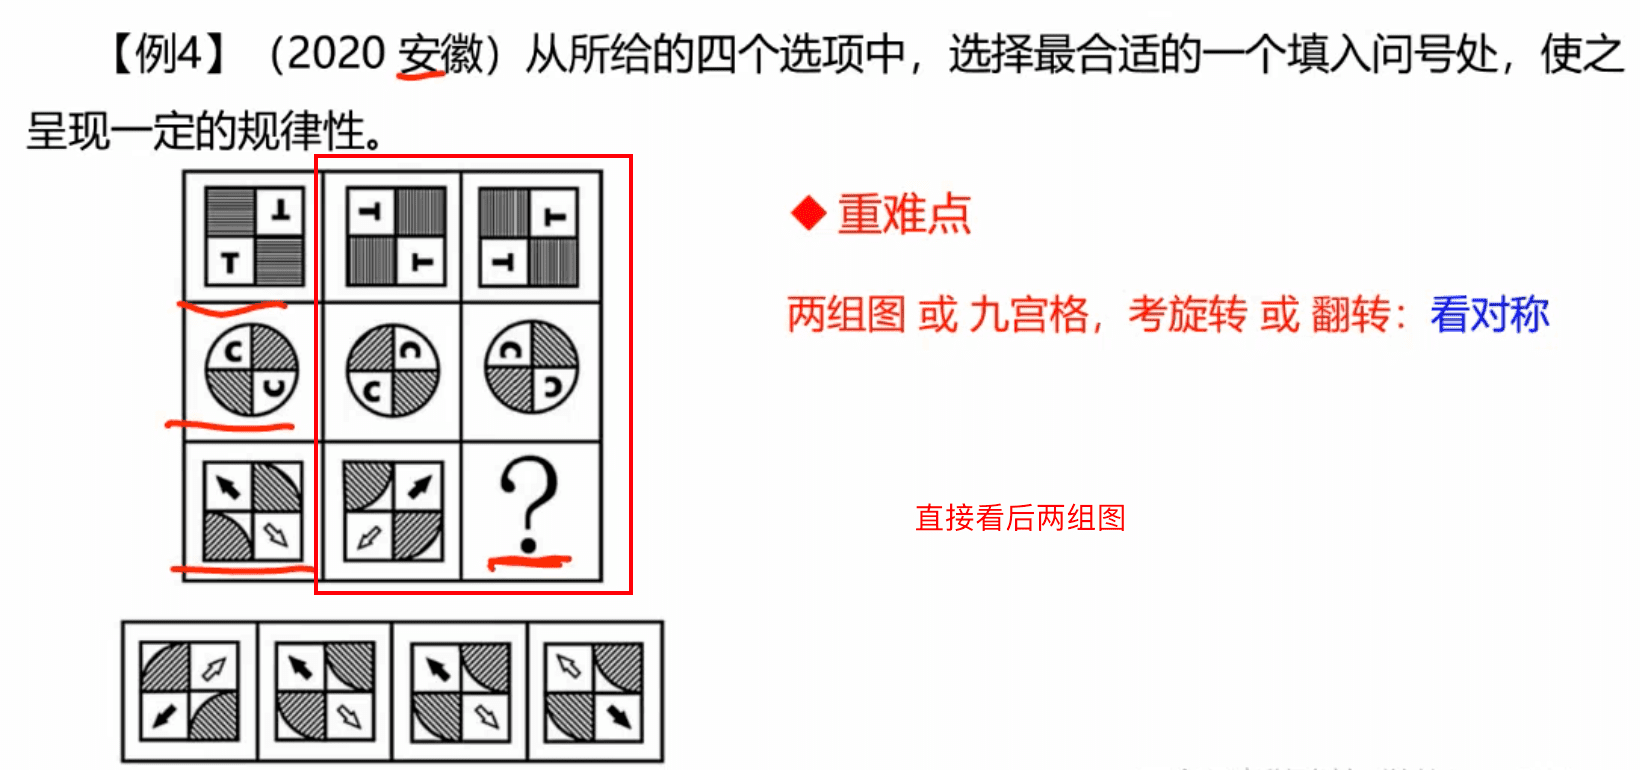 【例4】（2020 安徽）从所给的四个选项中，选择最合适的一个填入问号处，使之
呈现一定的规律性。
◆ 重难点
两组图 或 九宫格，考旋转 或 翻转：看对称
直接看后两组图
T T T T T T
C C C C C C
?